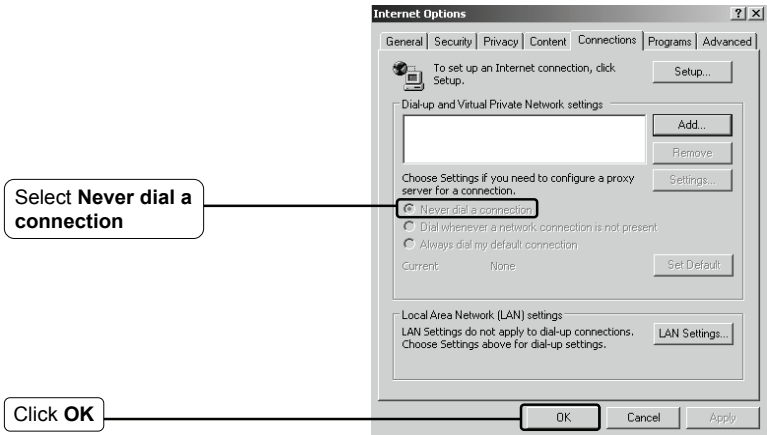 Internet Options
? X
General Security Privacy Content Connections Programs Advanced
To set up an Internet connection, click
Setup.
Setup...
Dial-up and Virtual Private Network settings
Add...
Remove
Choose Settings if you need to configure a proxy
server for a connection.
Settings...
Select Never dial a
connection
Never dial a connection
Dial whenever a network connection is not present
Always dial my default connection
Current None
Set Default
Local Area Network (LAN) settings
LAN Settings do not apply to dial-up connections.
Choose Settings above for dial-up settings.
LAN Settings...
Click OK
OK Cancel Apply